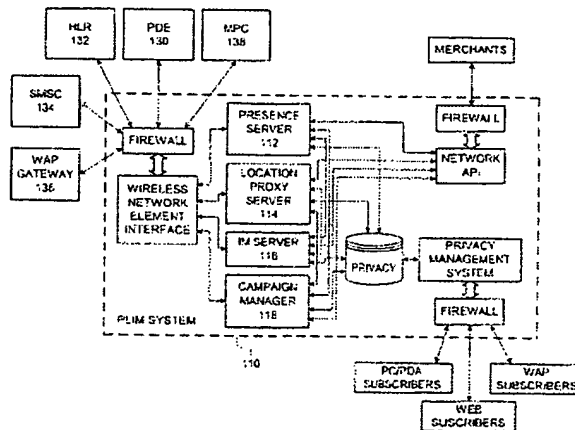 HLR
132
PDE
130
MPC
138
MERCHANTS
SMSC
134
FIREWALL
PRESENCE
SERVER
112
FIREWALL
WAP
GATEWAY
136
WIRELESS
NETWORK
ELEMENT
INTERFACE
LOCATION
PROXY
SERVER
114
NETWORK
API
IM SERVER
116
PRIVACY
PRIVACY
MANAGEMENT
SYSTEM
CAMPAIGN
MANAGER
118
FIREWALL
PLIM SYSTEM
110
PC/PDA
SUBSCRIBERS
WAP
SUBSCRIBERS
WEB
SUSCRIBERS